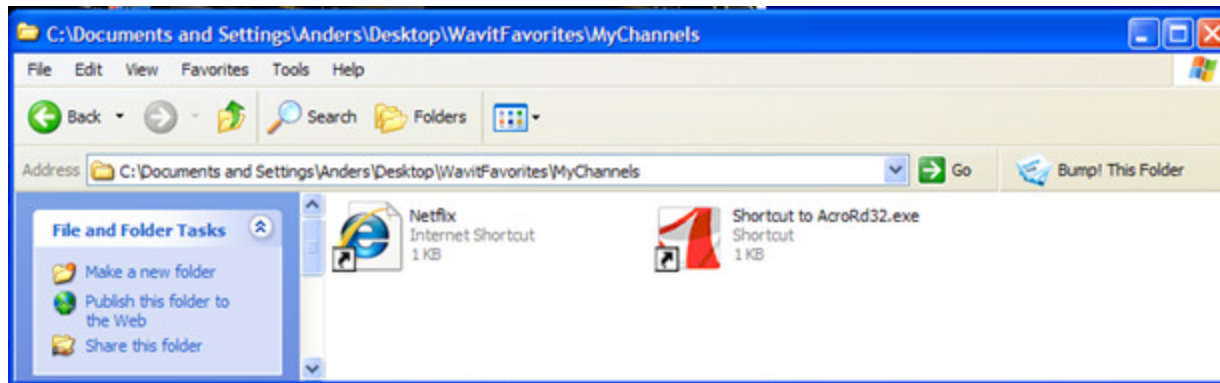 C:\Documents and Settings\Anders\Desktop\WavitFavorites\MyChannels
File Edit View Favorites Tools Help
Back Search Folders
Address C:\Documents and Settings\Anders\Desktop\WavitFavorites\MyChannels Go Bump! This Folder
File and Folder Tasks
Make a new folder
Publish this folder to
the Web
Share this folder
Netflix
Internet Shortcut
1 KB
Shortcut to AcroRd32.exe
Shortcut
1 KB